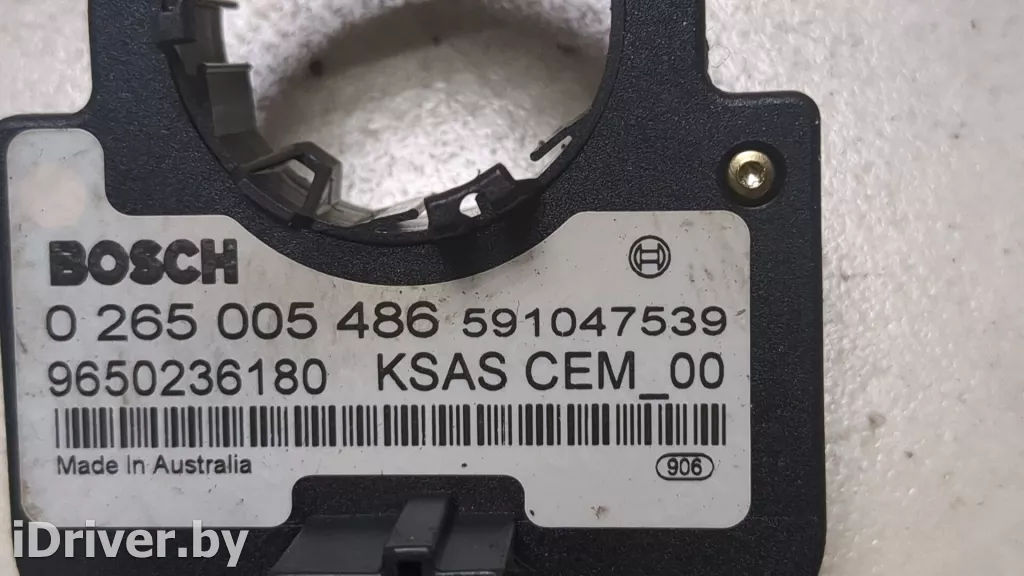 BOSCH
0 265 005 486 591047539
9650236180 KSAS CEM_00
Made In Australia 906
iDriver.by